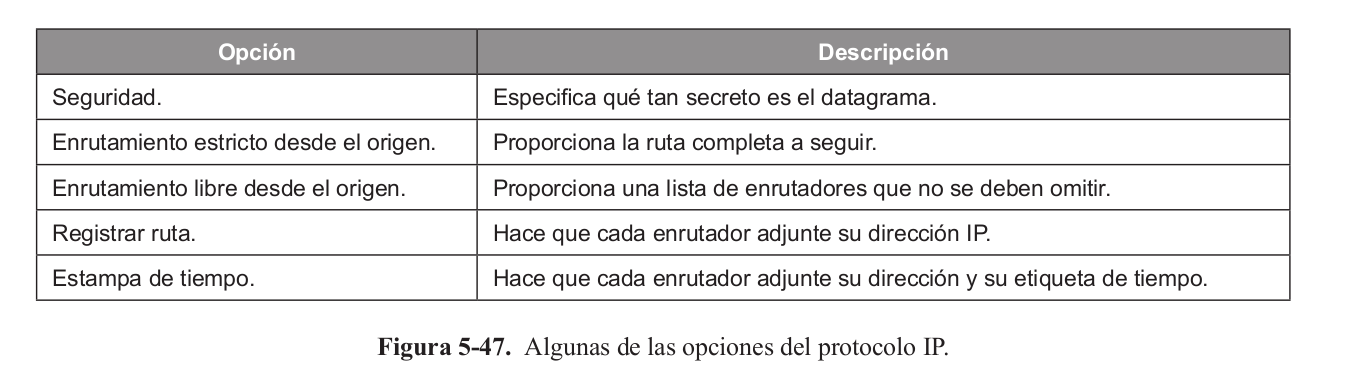 Opción Descripción
Seguridad. Especifica qué tan secreto es el datagrama.
Enrutamiento estricto desde el origen. Proporciona la ruta completa a seguir.
Enrutamiento libre desde el origen. Proporciona una lista de enrutadores que no se deben omitir.
Registrar ruta. Hace que cada enrutador adjunte su dirección IP.
Estampa de tiempo. Hace que cada enrutador adjunte su dirección y su etiqueta de tiempo.
Figura 5-47. Algunas de las opciones del protocolo IP.